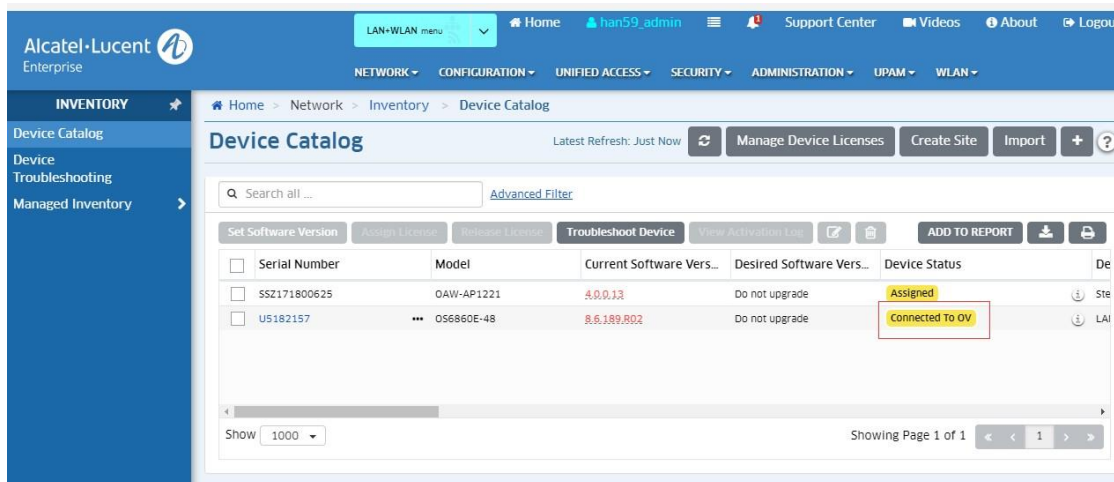 Alcatel·Lucent
Enterprise
LAN+WLAN menu
Home
han59_admin
Support Center
Videos
About
Logou
NETWORK
CONFIGURATION
UNIFIED ACCESS
SECURITY
ADMINISTRATION
UPAM
WLAN
INVENTORY
Device Catalog
Device
Troubleshooting
Managed Inventory
Home > Network > Inventory > Device Catalog
Device Catalog
Latest Refresh: Just Now
Manage Device Licenses
Create Site
Import
+
?
Search all ...
Advanced Filter
Set Software Version
Assign License
Release License
Troubleshoot Device
View Activation Log
ADD TO REPORT
Serial Number Model Current Software Vers... Desired Software Vers... Device Status De
SSZ171800625 OAW-AP1221 4.0.0.13 Do not upgrade Assigned Ste
U5182157 ... OS6860E-48 8.6.189.R02 Do not upgrade Connected To OV LAI
Show 1000
Showing Page 1 of 1 « < 1 > »